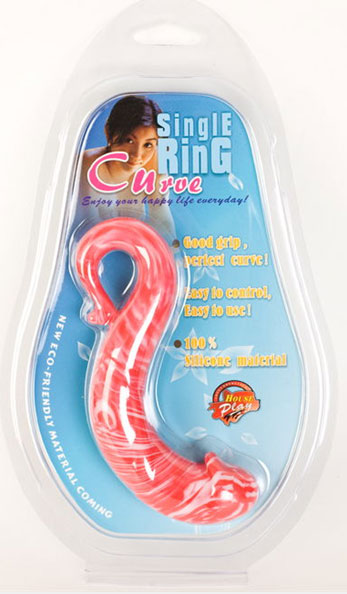 SinglE
RinG
Curve
Enjoy your happy life everyday!
Good grip,
perfect curve!
Easy to control,
Easy to use!
100%
Silicone material
HOUSE
Play
NEW ECO-FRIENDLY MATERIAL COMING